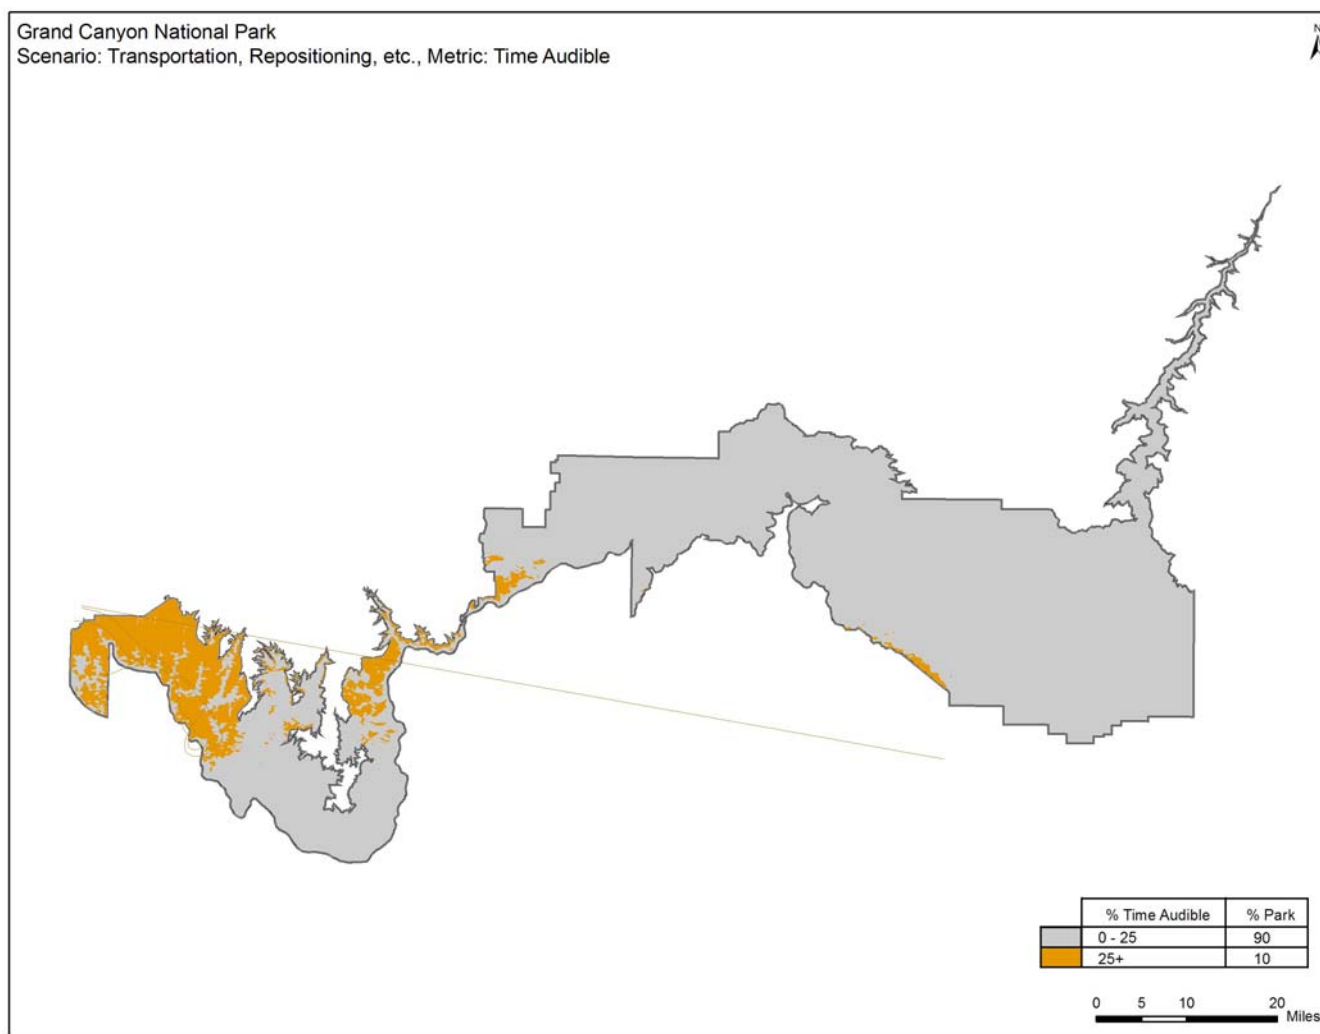 Grand Canyon National Park
Scenario: Transportation, Repositioning, etc., Metric: Time Audible
N
% Time Audible % Park
0 - 25 90
25+ 10
0 5 10 20
Miles